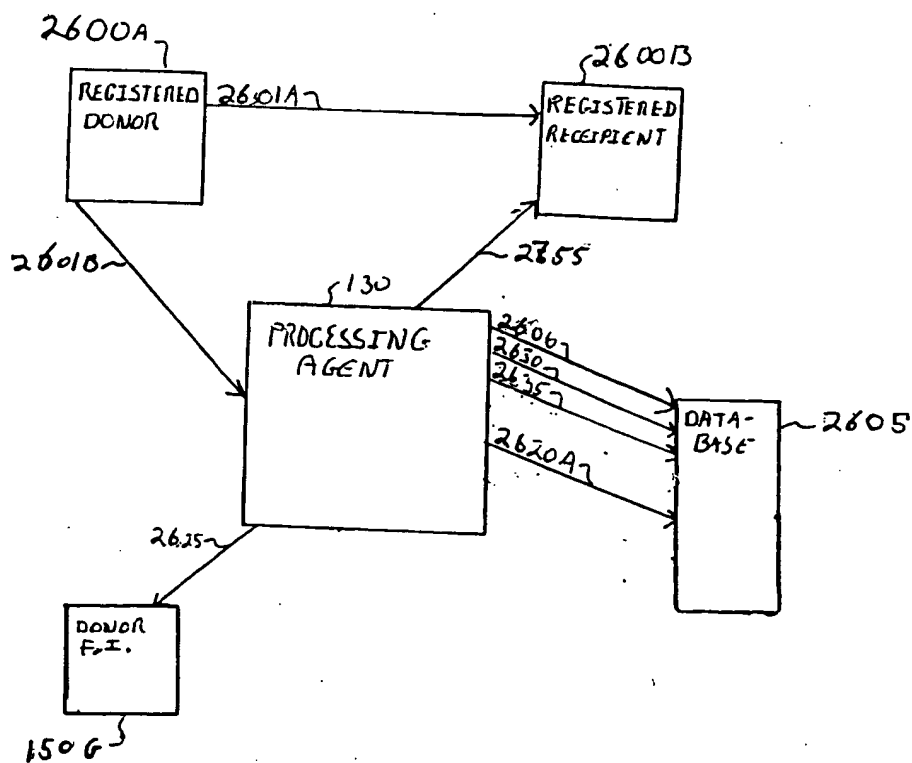 2600A
2600B
REGISTERED
DONOR
2601A
REGISTERED
RECEIPIENT
2601B
2755
130
PROCESSING
AGENT
2606
2630
2635
2620A
DATA-
BASE
2605
2625
DONOR
F.I.
150G